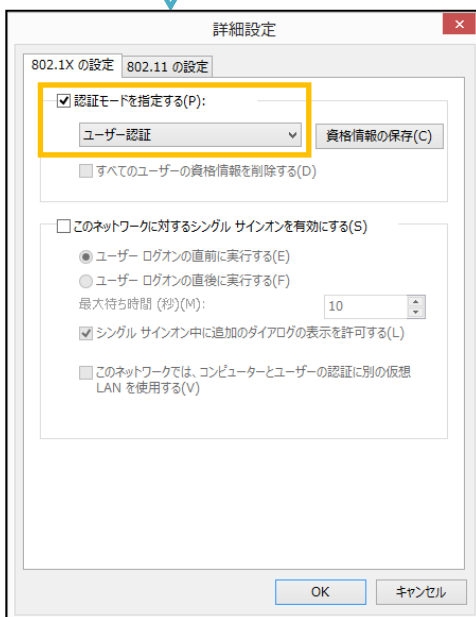 詳細設定
802.1X の設定 802.11 の設定
認証モードを指定する(P):
ユーザー認証 資格情報の保存(C)
すべてのユーザーの資格情報を削除する(D)
このネットワークに対するシングル サインオンを有効にする(S)
ユーザー ログオンの直前に実行する(E)
ユーザー ログオンの直後に実行する(F)
最大待ち時間 (秒)(M): 10
シングル サインオン中に追加のダイアログの表示を許可する(L)
このネットワークでは、コンピューターとユーザーの認証に別の仮想
LAN を使用する(V)
OK キャンセル